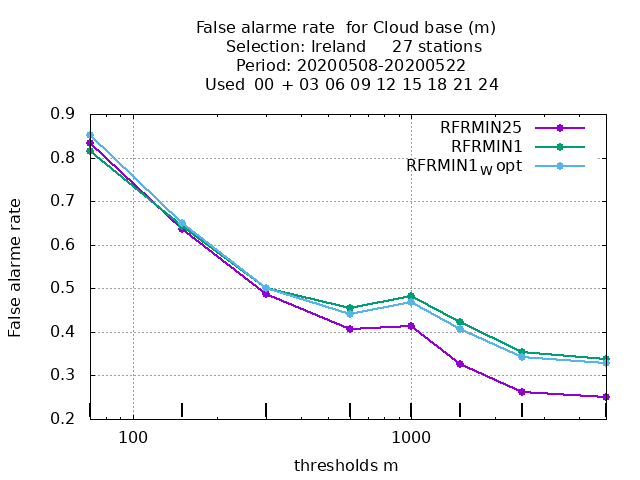 False alarme rate  for Cloud base (m)
Selection: Ireland     27 stations
Period: 20200508-20200522
Used  00 + 03 06 09 12 15 18 21 24
RFRMIN25
RFRMIN1
RFRMIN1W opt
0.9
0.8
0.7
0.6
0.5
0.4
0.3
0.2
False alarme rate
100 1000
thresholds m